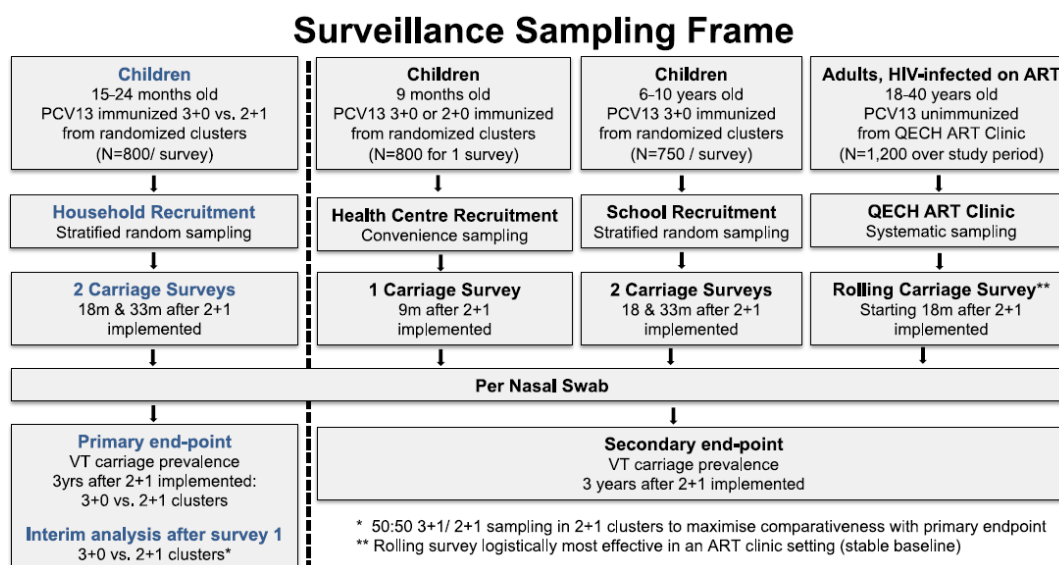 Surveillance Sampling Frame
Children
15-24 months old
PCV13 immunized 3+0 vs. 2+1
from randomized clusters
(N=800/ survey)
Children
9 months old
PCV13 3+0 or 2+0 immunized
from randomized clusters
(N=800 for 1 survey)
Children
6-10 years old
PCV13 3+0 immunized
from randomized clusters
(N=750 / survey)
Adults, HIV-infected on ART
18-40 years old
PCV13 unimmunized
from QECH ART Clinic
(N=1,200 over study period)
Household Recruitment
Stratified random sampling
Health Centre Recruitment
Convenience sampling
School Recruitment
Stratified random sampling
QECH ART Clinic
Systematic sampling
2 Carriage Surveys
18m & 33m after 2+1
implemented
1 Carriage Survey
9m after 2+1
implemented
2 Carriage Surveys
18 & 33m after 2+1
implemented
Rolling Carriage Survey**
Starting 18m after 2+1
implemented
Per Nasal Swab
Primary end-point
VT carriage prevalence
3yrs after 2+1 implemented:
3+0 vs. 2+1 clusters
Interim analysis after survey 1
3+0 vs. 2+1 clusters*
Secondary end-point
VT carriage prevalence
3 years after 2+1 implemented
* 50:50 3+1/ 2+1 sampling in 2+1 clusters to maximise comparativeness with primary endpoint
** Rolling survey logistically most effective in an ART clinic setting (stable baseline)